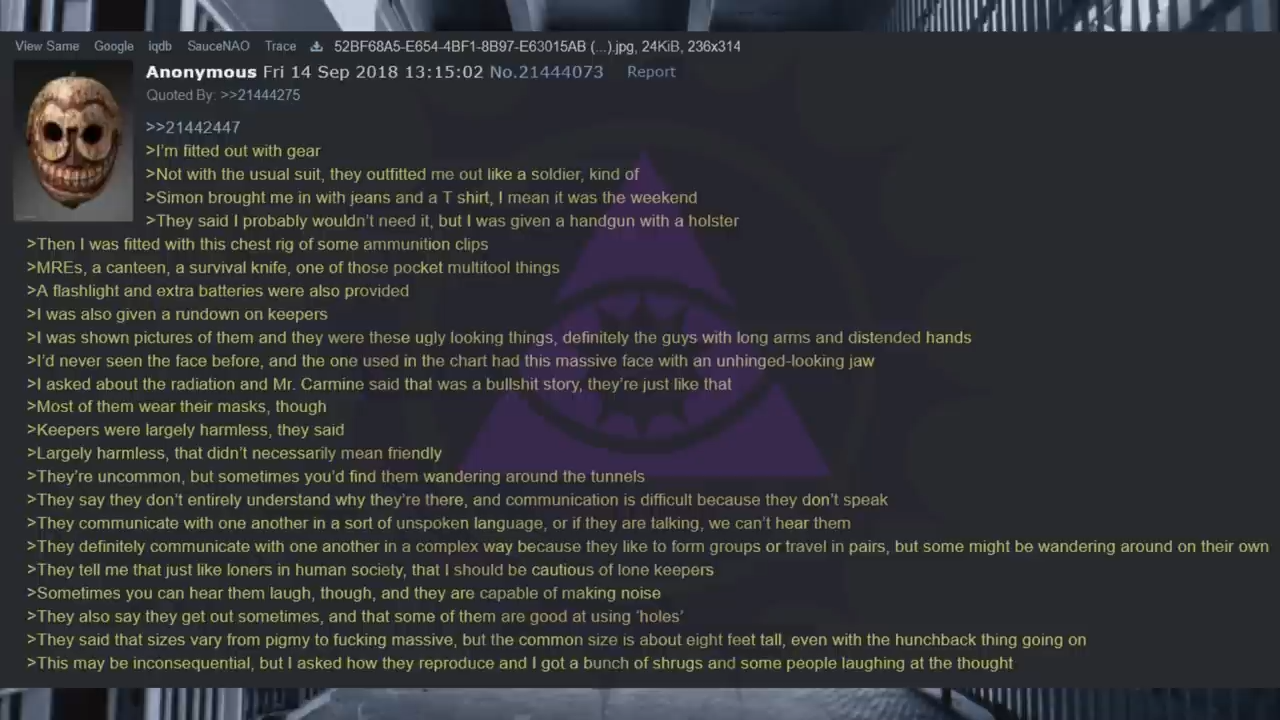 View Same Google iqdb SauceNAO Trace 52BF68A5-E654-4BF1-8B97-E63015AB (...).jpg, 24KiB, 236x314
Anonymous Fri 14 Sep 2018 13:15:02 No.21444073 Report
Quoted By: >>21444275
>>21442447
>I'm fitted out with gear
>Not with the usual suit, they outfitted me out like a soldier, kind of
>Simon brought me in with jeans and a T shirt, I mean it was the weekend
>They said I probably wouldn't need it, but I was given a handgun with a holster
>Then I was fitted with this chest rig of some ammunition clips
>MREs, a canteen, a survival knife, one of those pocket multitool things
>A flashlight and extra batteries were also provided
>I was also given a rundown on keepers
>I was shown pictures of them and they were these ugly looking things, definitely the guys with long arms and distended hands
>I'd never seen the face before, and the one used in the chart had this massive face with an unhinged-looking jaw
>I asked about the radiation and Mr. Carmine said that was a bullshit story, they're just like that
>Most of them wear their masks, though
>Keepers were largely harmless, they said
>Largely harmless, that didn't necessarily mean friendly
>They're uncommon, but sometimes you'd find them wandering around the tunnels
>They say they don't entirely understand why they're there, and communication is difficult because they don't speak
>They communicate with one another in a sort of unspoken language, or if they are talking, we can't hear them
>They definitely communicate with one another in a complex way because they like to form groups or travel in pairs, but some might be wandering around on their own
>They tell me that just like loners in human society, that I should be cautious of lone keepers
>Sometimes you can hear them laugh, though, and they are capable of making noise
>They also say they get out sometimes, and that some of them are good at using 'holes'
>They said that sizes vary from pigmy to fucking massive, but the common size is about eight feet tall, even with the hunchback thing going on
>This may be inconsequential, but I asked how they reproduce and I got a bunch of shrugs and some people laughing at the thought